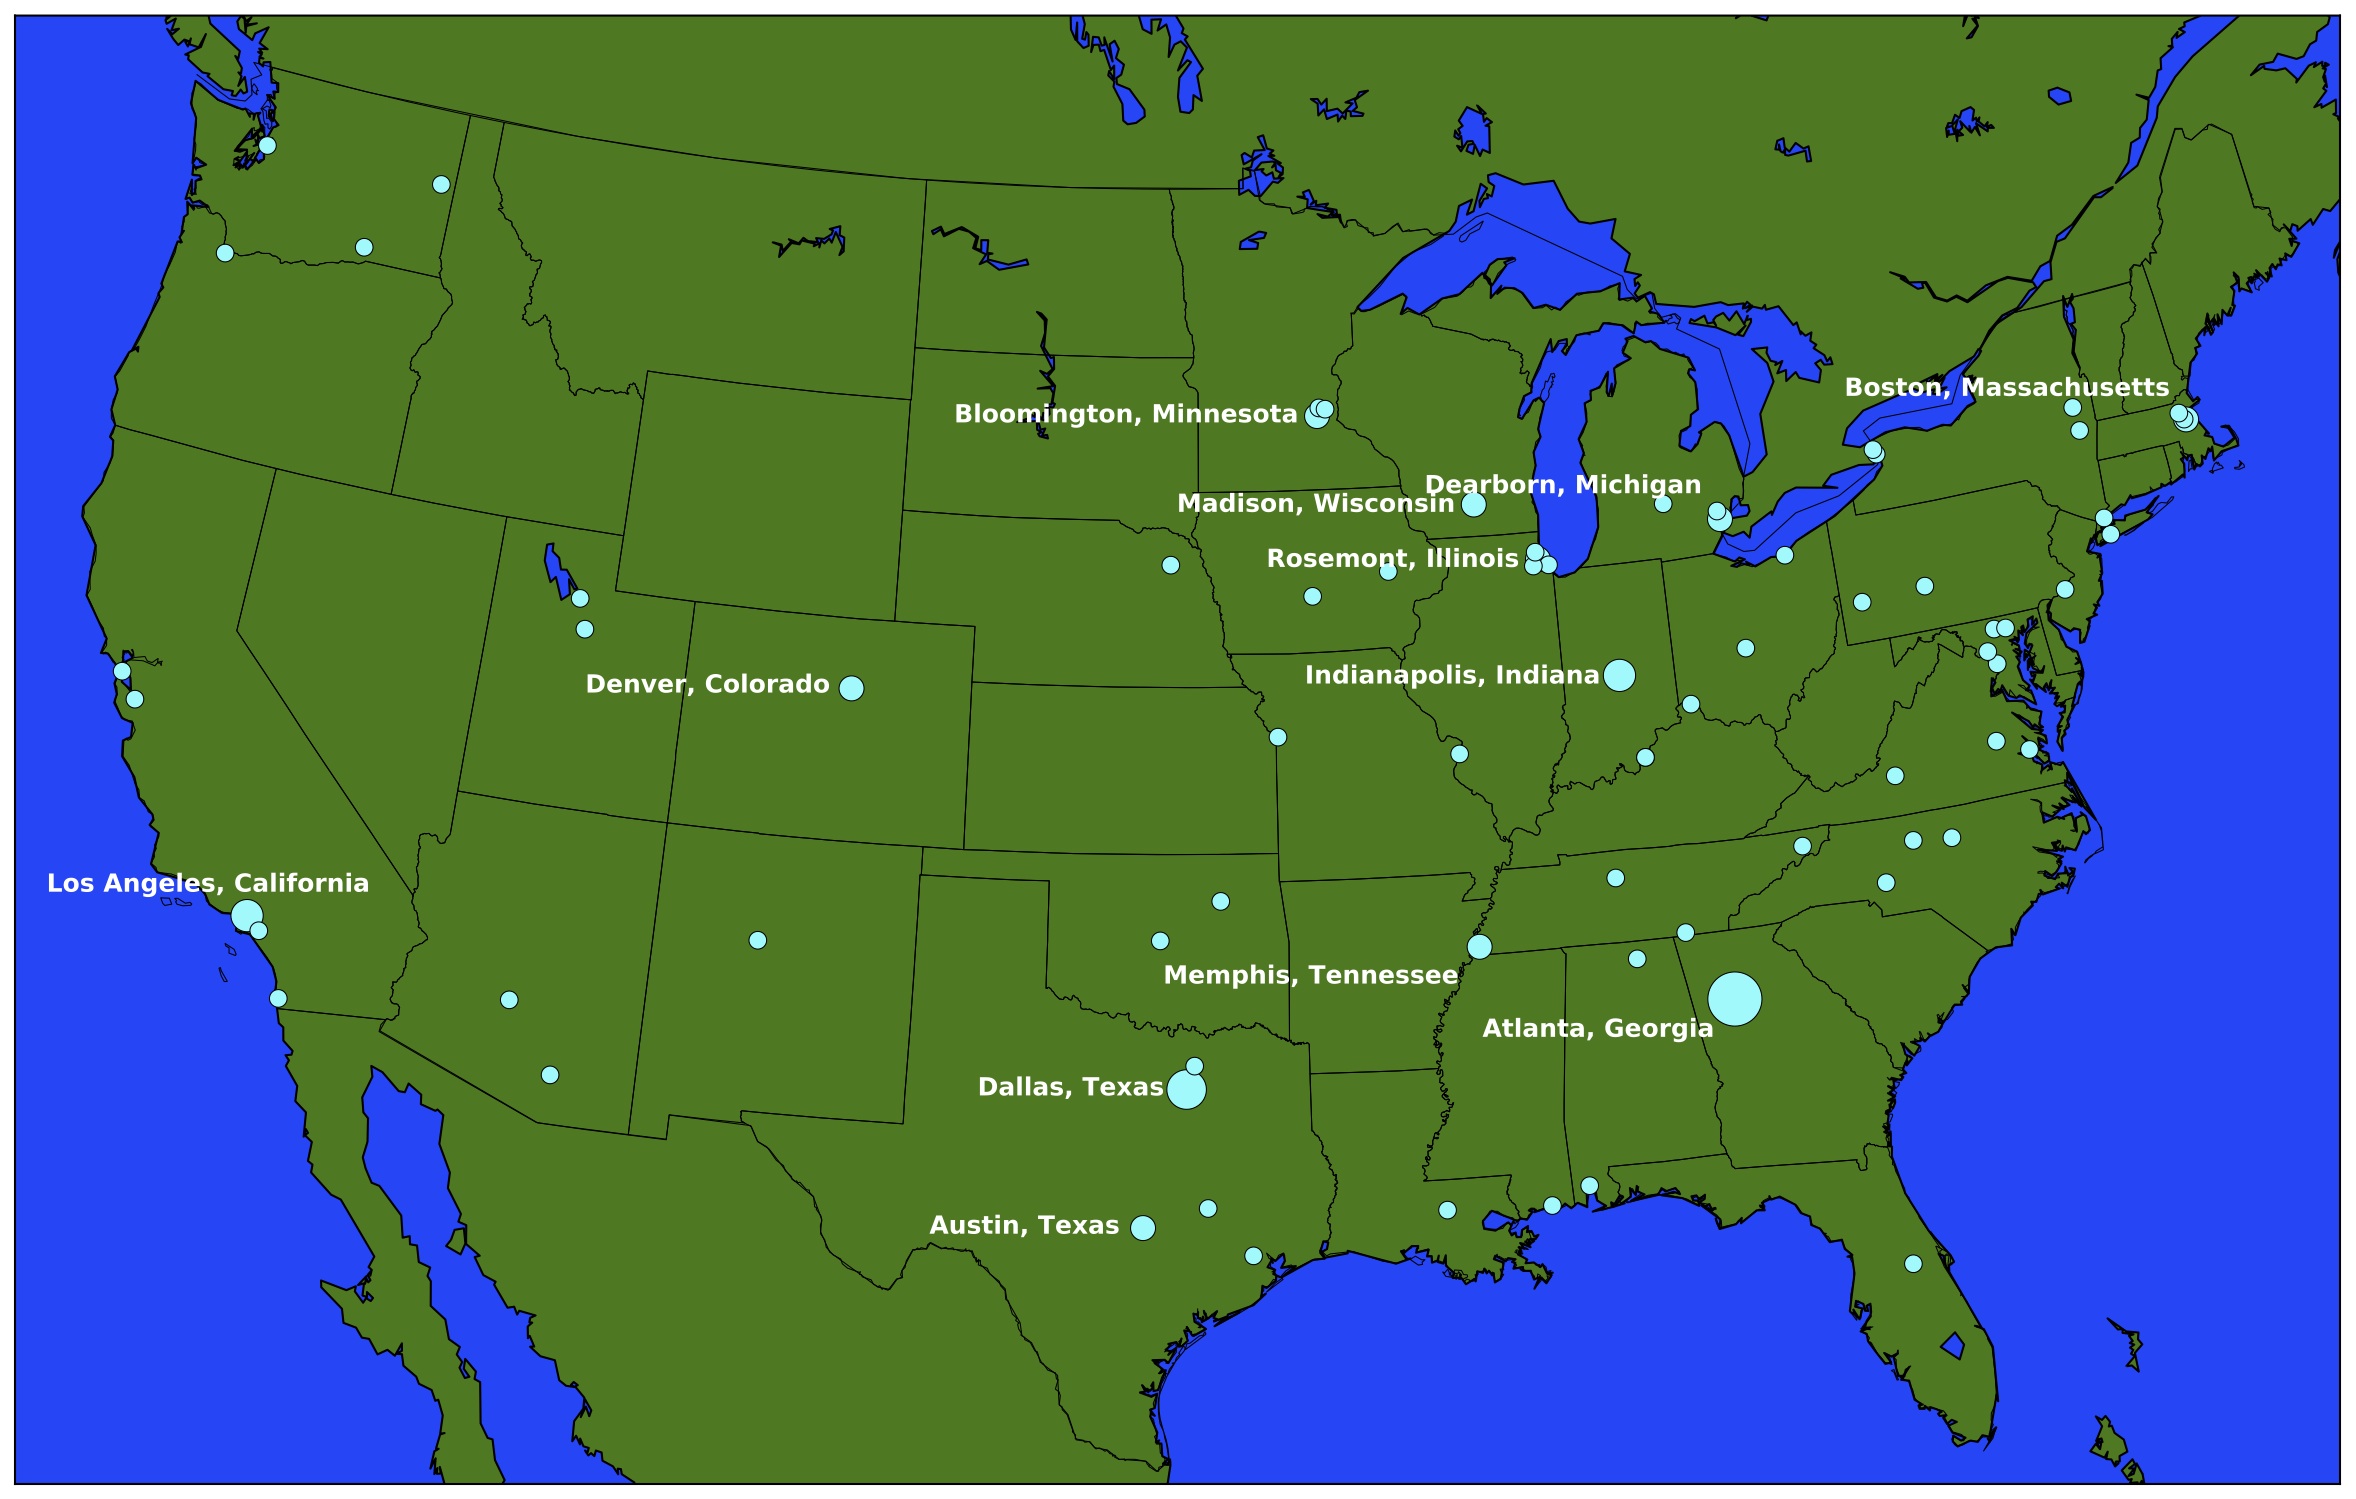 Boston, Massachusetts
Bloomington, Minnesota
Dearborn, Michigan
Madison, Wisconsin
Rosemont, Illinois
Indianapolis, Indiana
Denver, Colorado
Los Angeles, California
Memphis, Tennessee
Atlanta, Georgia
Dallas, Texas
Austin, Texas